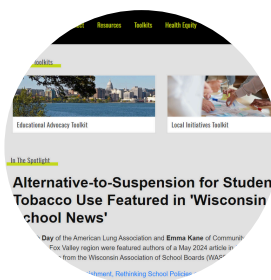 Resources Toolkits Health Equity
Toolkits
Educational Advocacy Toolkit
Local Initiatives Toolkit
In The Spotlight
Alternative-to-Suspension for Studen
Tobacco Use Featured in 'Wisconsin
School News'
Day of the American Lung Association and Emma Kane of Communit
Fox Valley region were featured authors of a May 2024 article in
from the Wisconsin Association of School Boards (WAS
ishment, Rethinking School Policies